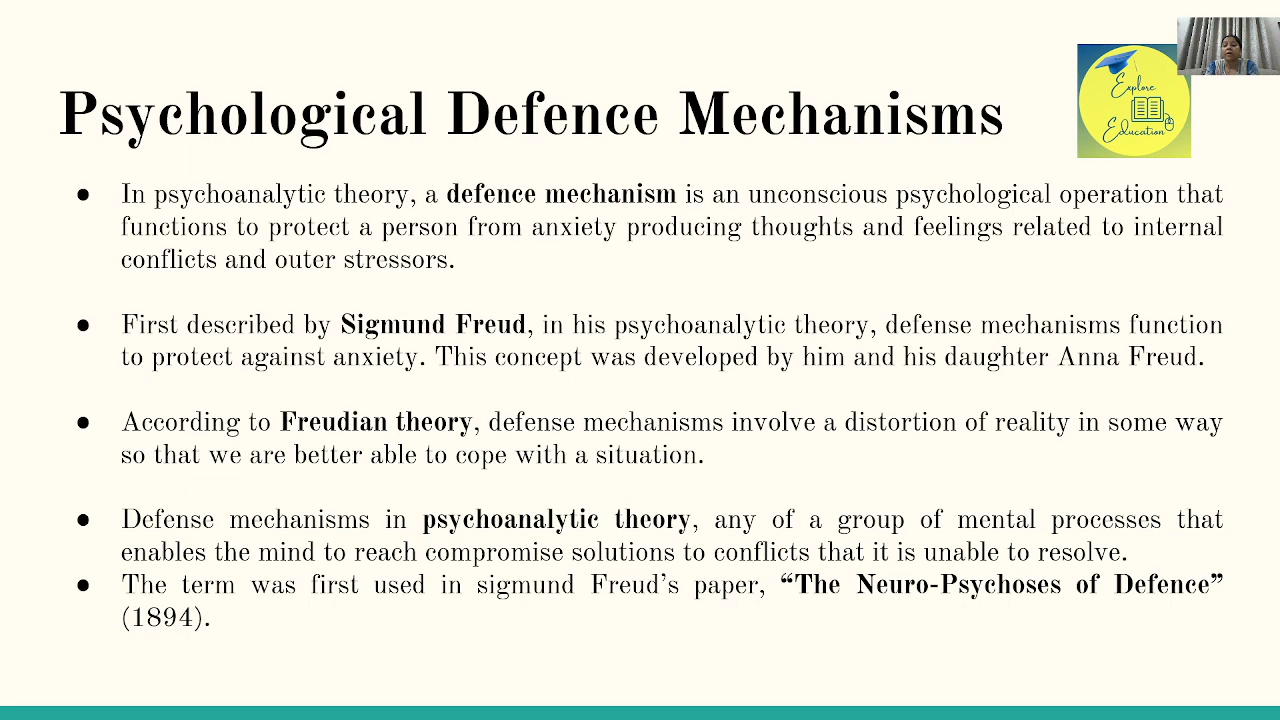 Psychological Defence Mechanisms
Explore
Education
● In psychoanalytic theory, a defence mechanism is an unconscious psychological operation that
functions to protect a person from anxiety producing thoughts and feelings related to internal
conflicts and outer stressors.
● First described by Sigmund Freud, in his psychoanalytic theory, defense mechanisms function
to protect against anxiety. This concept was developed by him and his daughter Anna Freud.
● According to Freudian theory, defense mechanisms involve a distortion of reality in some way
so that we are better able to cope with a situation.
● Defense mechanisms in psychoanalytic theory, any of a group of mental processes that
enables the mind to reach compromise solutions to conflicts that it is unable to resolve.
● The term was first used in sigmund Freud’s paper, “The Neuro-Psychoses of Defence”
(1894).